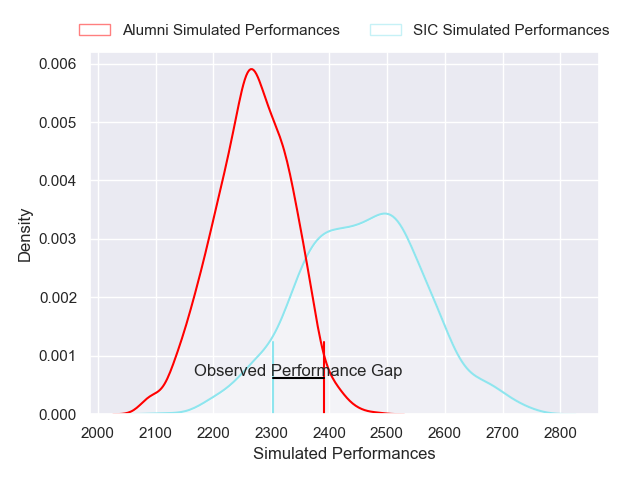 Alumni Simulated Performances SIC Simulated Performances
0.006
0.005
0.004
0.003
0.002
0.001
0.000
Density
Observed Performance Gap
2000 2100 2200 2300 2400 2500 2600 2700 2800
Simulated Performances